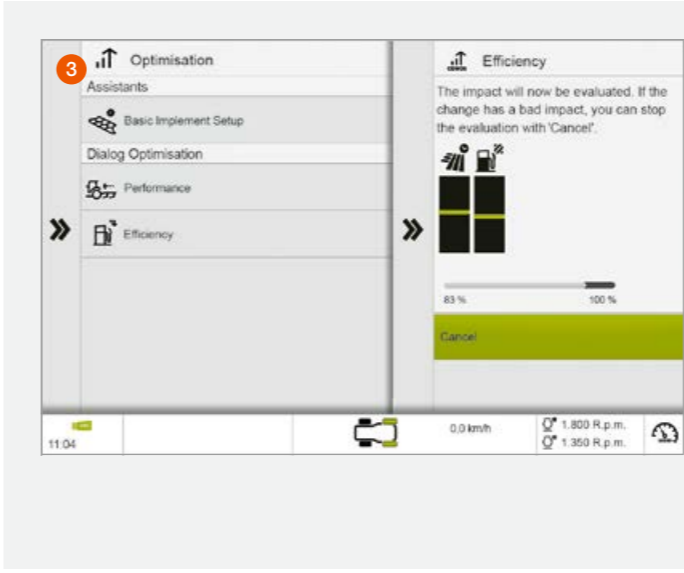 3
Optimisation
Assistants
Basic Implement Setup
Dialog Optimisation
Performance
Efficiency
Efficiency
The impact will now be evaluated. If the
change has a bad impact, you can stop
the evaluation with 'Cancel'.
83 %
100 %
Cancel
11:04
0,0 km/h
1.800 R.p.m.
1.350 R.p.m.